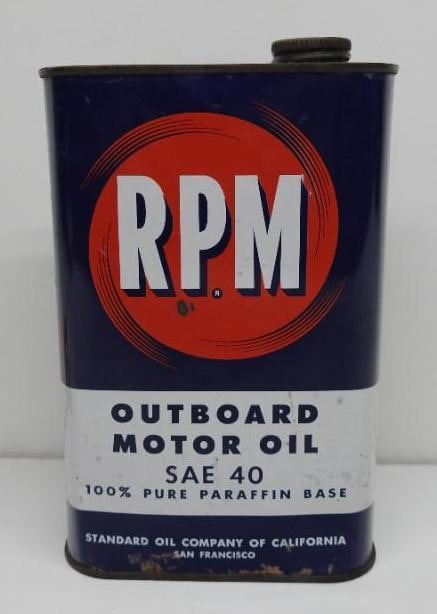 RPM
®
OUTBOARD
MOTOR OIL
SAE 40
100% PURE PARAFFIN BASE
STANDARD OIL COMPANY OF CALIFORNIA
SAN FRANCISCO